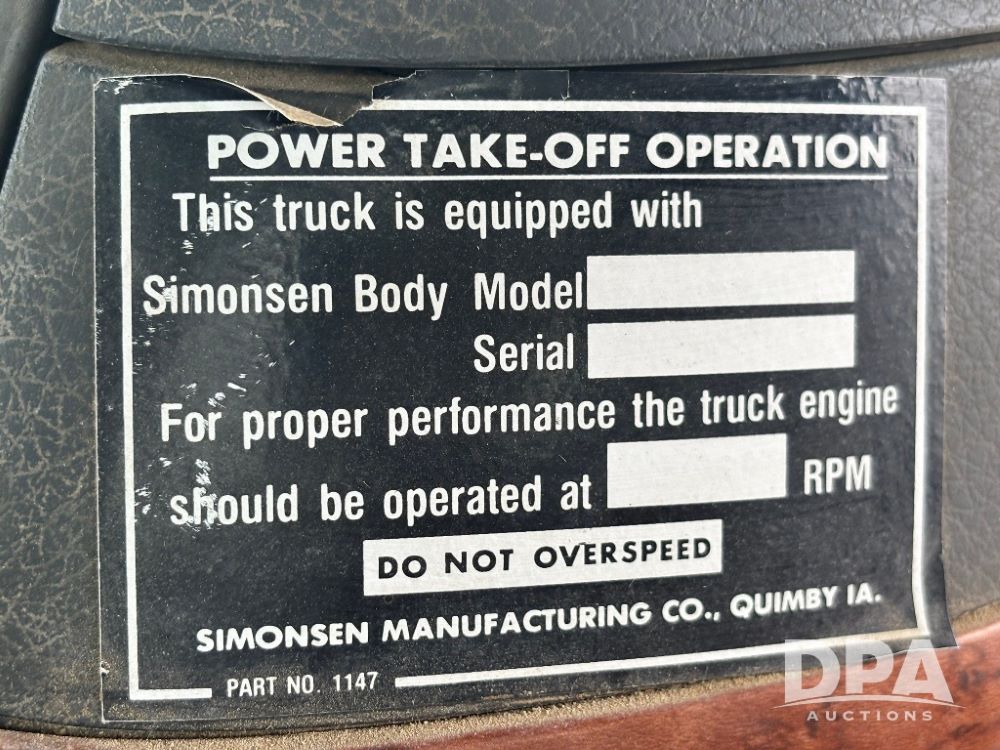 POWER TAKE-OFF OPERATION
This truck is equipped with
Simonsen Body Model
Serial
For proper performance the truck engine
should be operated at RPM
DO NOT OVERSPEED
SIMONSEN MANUFACTURING CO., QUIMBY IA.
PART NO. 1147
DPA
AUCTIONS